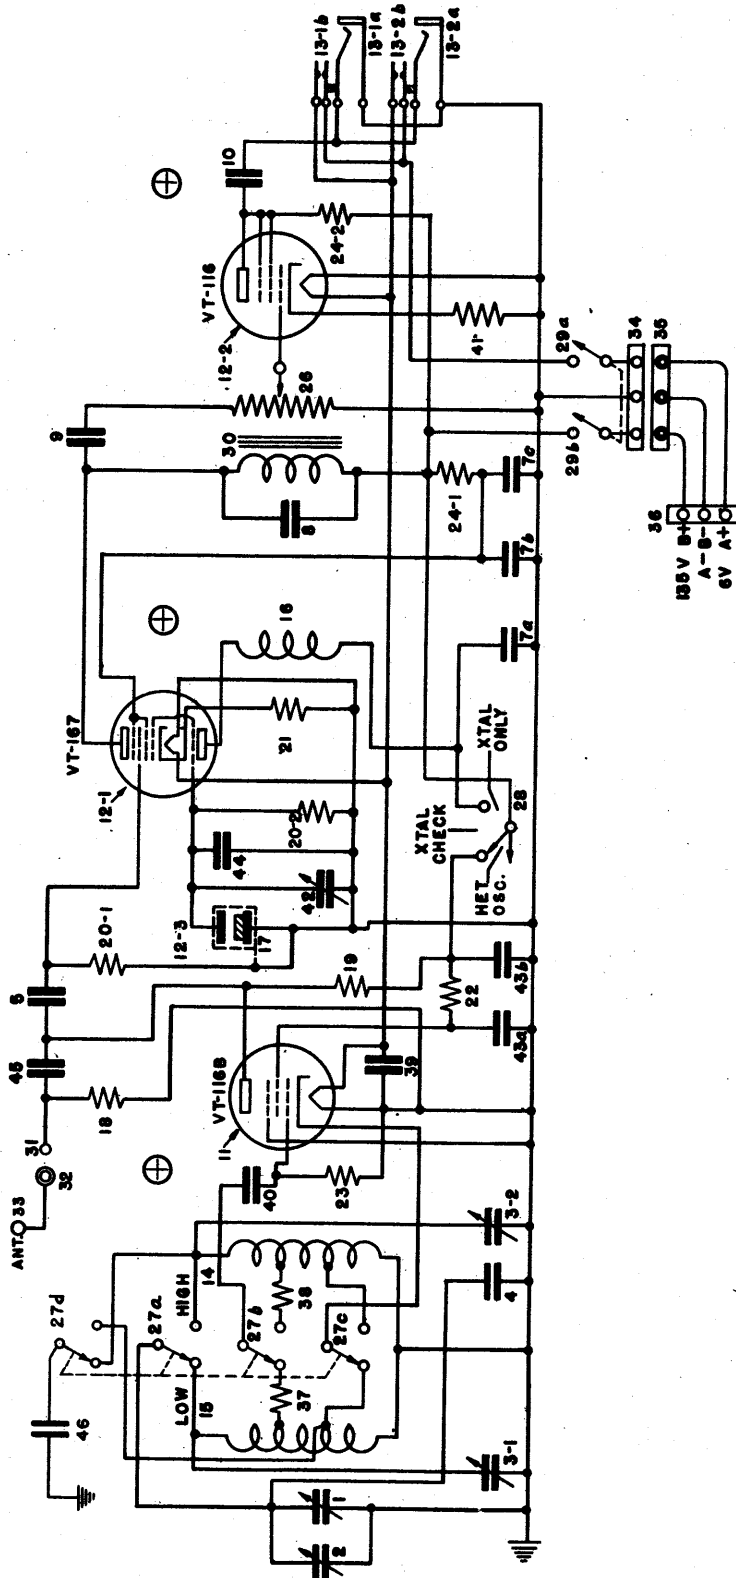 ANT. 33
32
31
27d
46
27a
HIGH
14
LOW
15
27b
38
37
27c
2
1
3-1
4
3-2
18
45
5
20-1
40
23
VT-116B
11
39
19
22
43a
43b
12-3
17
42
44
20-2
21
VT-167
12-1
16
XTAL
CHECK
XTAL
ONLY
HET
OSC.
28
7a
7b
7c
24-1
8
30
9
26
VT-116
12-2
10
24-2
41
13-1b
13-1a
13-2b
13-2a
29b
29a
34
35
36
135V B+
A- B-
6V A+